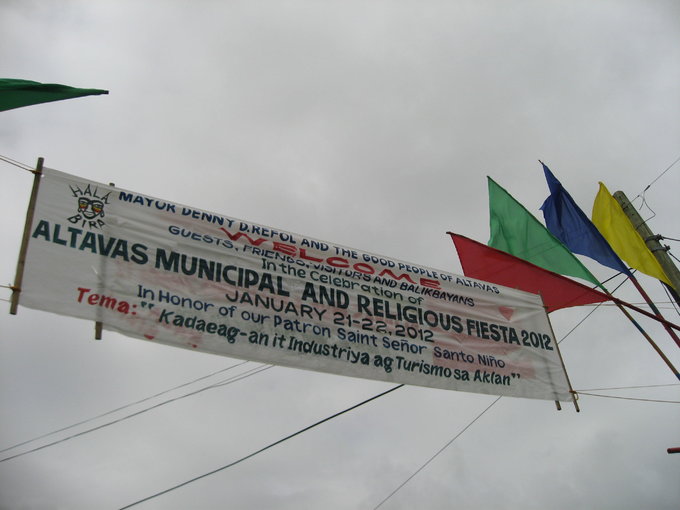 HALA
BIRA
MAYOR DENNY D. REFOL AND THE GOOD PEOPLE OF ALTAVAS
WELCOME
GUESTS, FRIENDS, VISITORS AND BALIKBAYANS
In the Celebration of
ALTAVAS MUNICIPAL AND RELIGIOUS FIESTA 2012
JANUARY 21-22, 2012
In Honor of our Patron Saint Señor Santo Niño
Tema: "Kadaeag-an it Industriya ag Turismo sa Aklan"